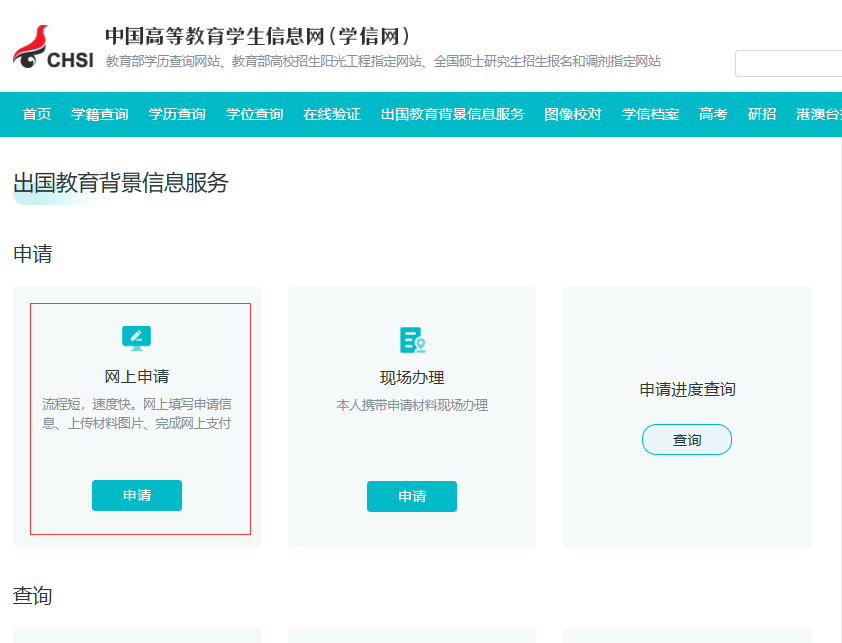 CHSI
中国高等教育学生信息网(学信网)
教育部学历查询网站、教育部高校招生阳光工程指定网站、全国硕士研究生招生报名和调剂指定网站
首页 学籍查询 学历查询 学位查询 在线验证 出国教育背景信息服务 图像校对 学信档案 高考 研招 港澳台
出国教育背景信息服务
申请
网上申请
流程短，速度快。网上填写申请信
息、上传材料图片、完成网上支付
申请
现场办理
本人携带申请材料现场办理
申请
申请进度查询
查询
查询